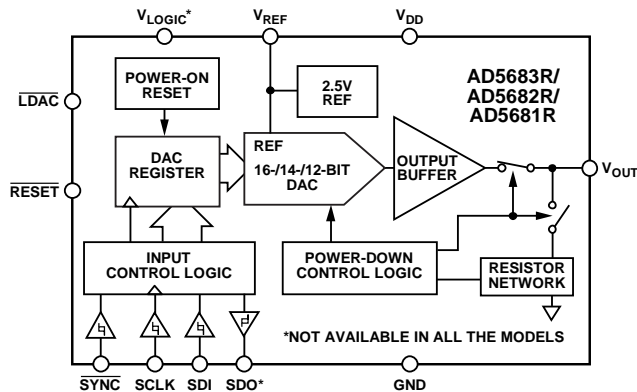 VLOGIC*
VREF
VDD
POWER-ON
RESET
2.5V
REF
AD5683R/
AD5682R/
AD5681R
LDAC
REF
DAC
REGISTER
16-/14-/12-BIT
DAC
OUTPUT
BUFFER
VOUT
RESET
INPUT
CONTROL LOGIC
POWER-DOWN
CONTROL LOGIC
RESISTOR
NETWORK
*NOT AVAILABLE IN ALL THE MODELS
SYNC
SCLK
SDI
SDO*
GND